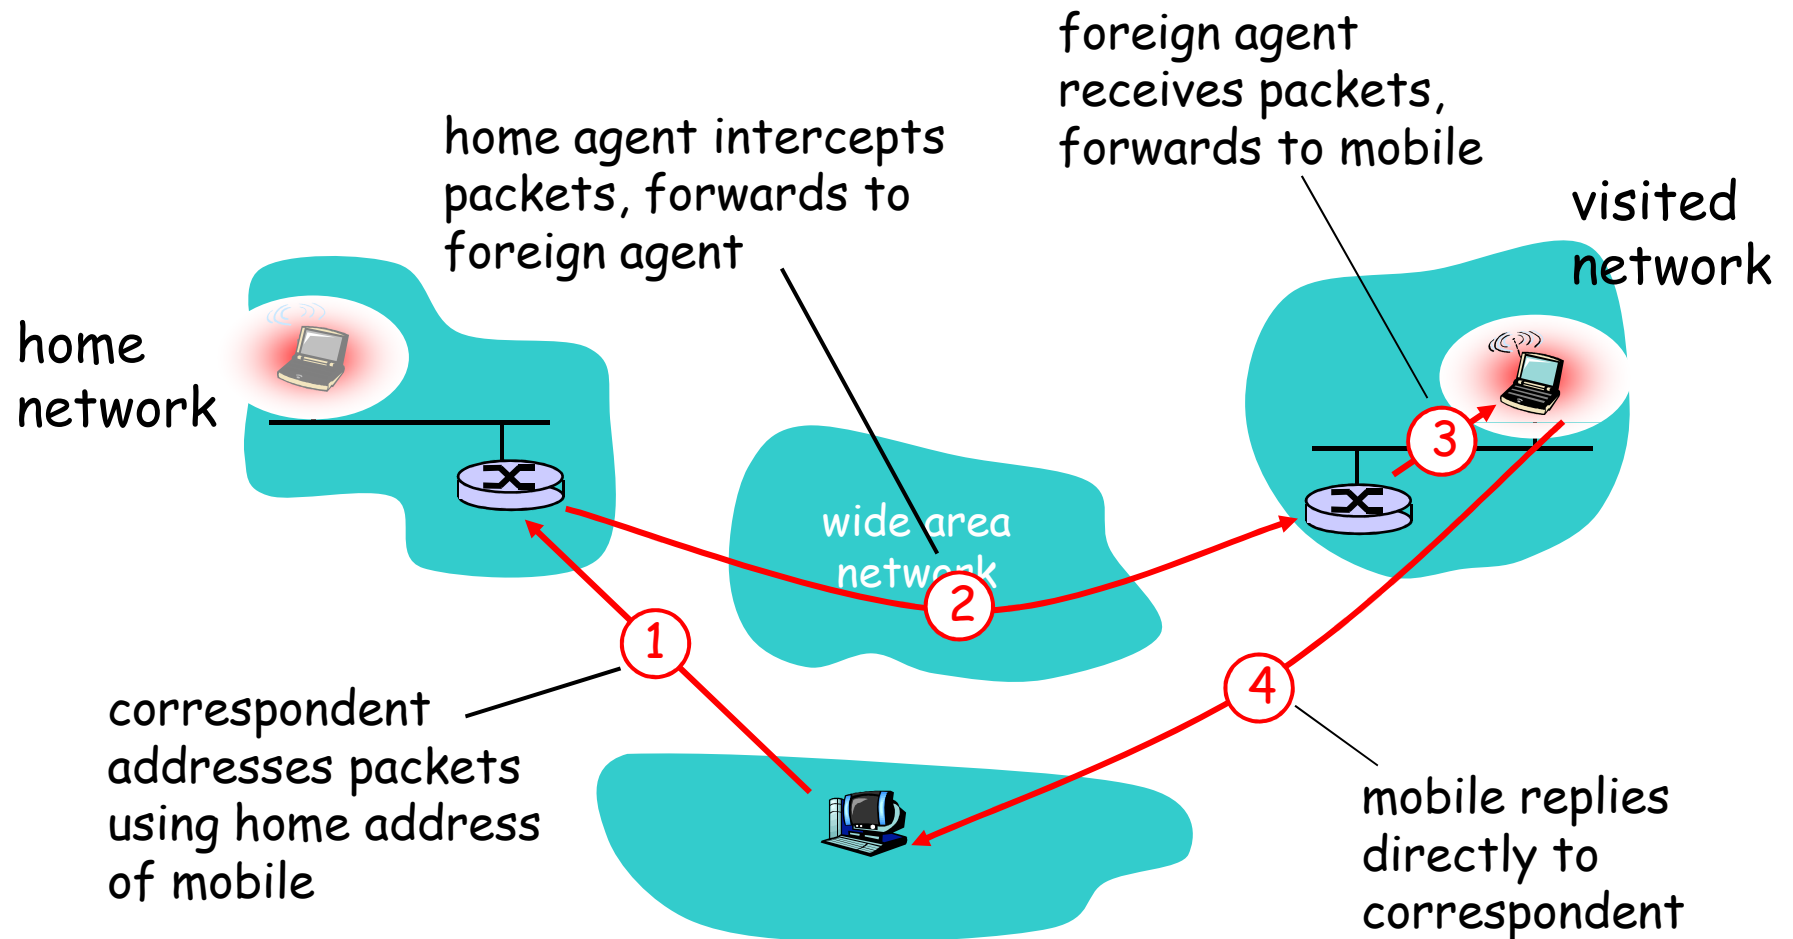 foreign agent
receives packets,
forwards to mobile
home agent intercepts
packets, forwards to
foreign agent
visited
network
home
network
wide area
network
3
2
1
4
correspondent
addresses packets
using home address
of mobile
mobile replies
directly to
correspondent